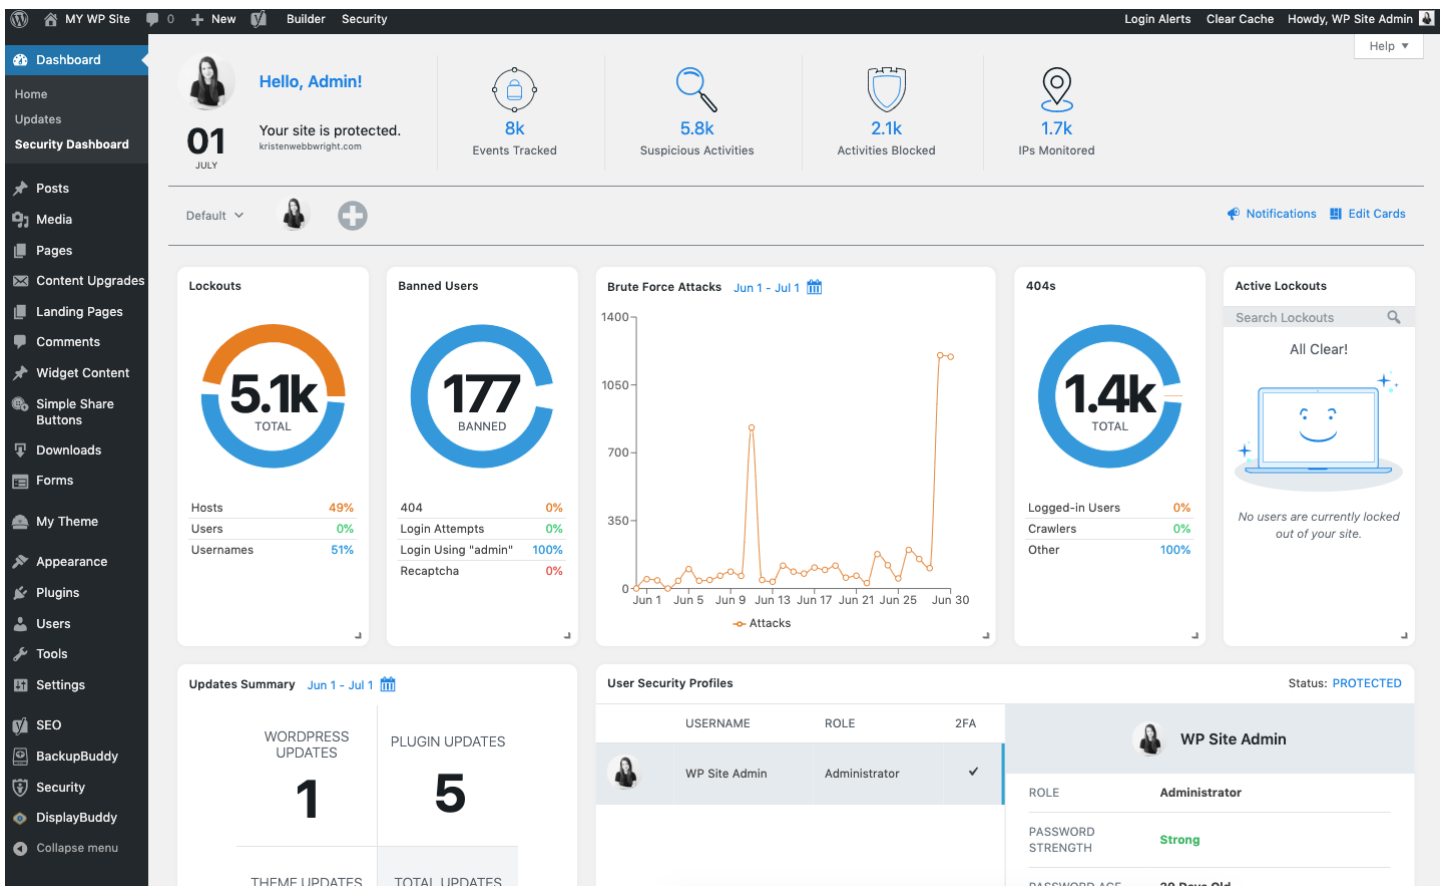 MY WP Site 0 New Builder Security Login Alerts Clear Cache Howdy, WP Site Admin
Help ▼
Dashboard
Home
Updates
Security Dashboard
Posts
Media
Pages
Content Upgrades
Landing Pages
Comments
Widget Content
Simple Share
Buttons
Downloads
Forms
My Theme
Appearance
Plugins
Users
Tools
Settings
SEO
BackupBuddy
Security
DisplayBuddy
Collapse menu
01
JULY
Hello, Admin!
Your site is protected.
kristenwebbwright.com
8k
Events Tracked
5.8k
Suspicious Activities
2.1k
Activities Blocked
1.7k
IPs Monitored
Default
Notifications Edit Cards
Lockouts
5.1k
TOTAL
Hosts 49%
Users 0%
Usernames 51%
Banned Users
177
BANNED
404 0%
Login Attempts 0%
Login Using "admin" 100%
Recaptcha 0%
Brute Force Attacks Jun 1 - Jul 1
1400
1050
700
350
0
Jun 1 Jun 5 Jun 9 Jun 13 Jun 17 Jun 21 Jun 25 Jun 30
Attacks
404s
1.4k
TOTAL
Logged-in Users 0%
Crawlers 0%
Other 100%
Active Lockouts
Search Lockouts
All Clear!
No users are currently locked
out of your site.
Updates Summary Jun 1 - Jul 1
WORDPRESS
UPDATES
1
PLUGIN UPDATES
5
THEME UPDATES
TOTAL UPDATES
User Security Profiles
Status: PROTECTED
USERNAME ROLE 2FA
WP Site Admin Administrator ✓
WP Site Admin
ROLE Administrator
PASSWORD
STRENGTH
Strong
PASSWORD AGE 30 Days Old